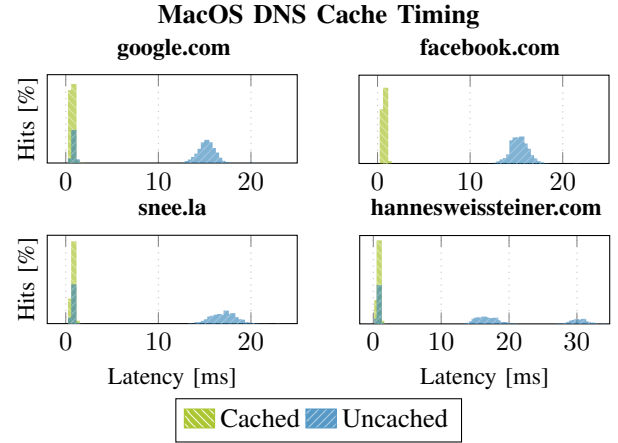 MacOS DNS Cache Timing
google.com
facebook.com
Hits [%]
0 10 20
0 10 20
snee.la
hannesweissteiner.com
Hits [%]
0 10 20
0 10 20 30
Latency [ms]
Latency [ms]
Cached Uncached